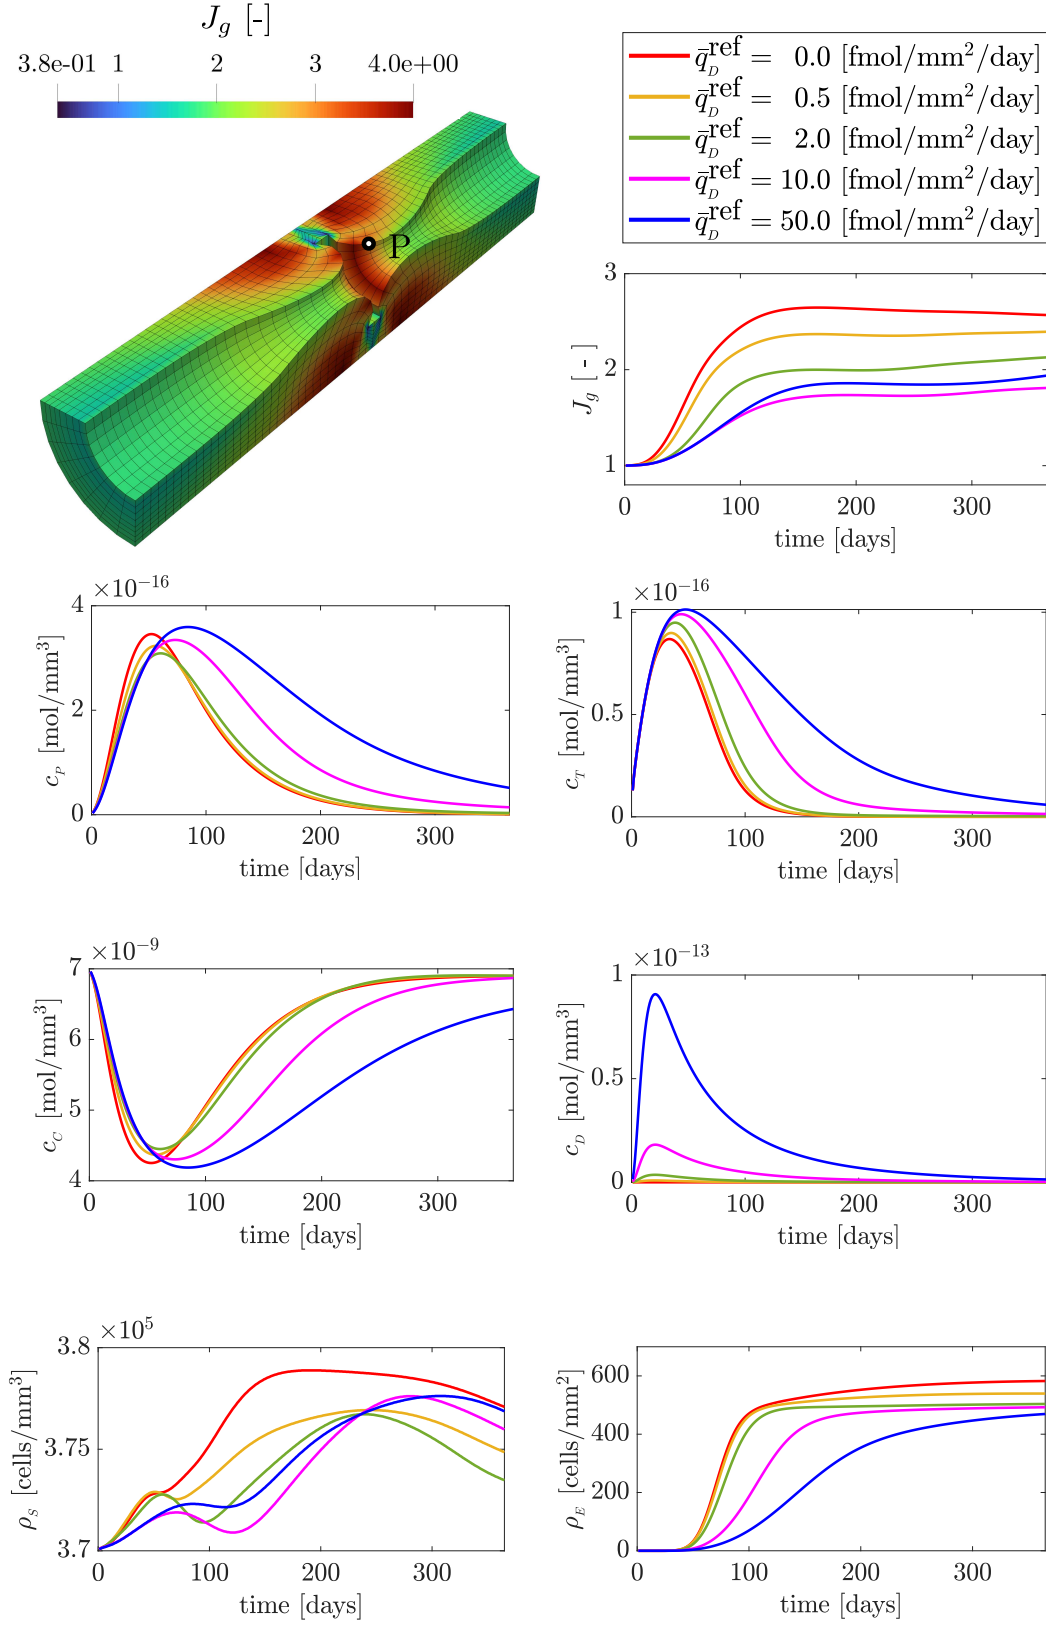 J_g [-]
3.8e-01 1 2 3 4.0e+00
P
q̄_D^ref = 0.0 [fmol/mm²/day]
q̄_D^ref = 0.5 [fmol/mm²/day]
q̄_D^ref = 2.0 [fmol/mm²/day]
q̄_D^ref = 10.0 [fmol/mm²/day]
q̄_D^ref = 50.0 [fmol/mm²/day]
3
2
1
J_g [ - ]
0 100 200 300
time [days]
×10⁻¹⁶
4
2
0
c_P [mol/mm³]
0 100 200 300
time [days]
×10⁻¹⁶
1
0.5
0
c_T [mol/mm³]
0 100 200 300
time [days]
×10⁻⁹
7
6
5
4
c_C [mol/mm³]
0 100 200 300
time [days]
×10⁻¹³
1
0.5
0
c_D [mol/mm³]
0 100 200 300
time [days]
×10⁵
3.8
3.75
3.7
ρ_S [cells/mm³]
0 100 200 300
time [days]
600
400
200
0
ρ_E [cells/mm²]
0 100 200 300
time [days]